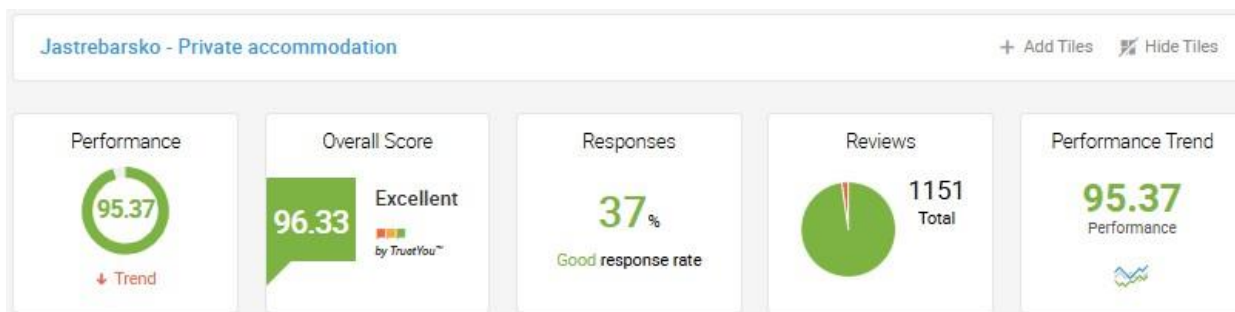 Jastrebarsko - Private accommodation
+ Add Tiles
Hide Tiles
Performance
95.37
↓ Trend
Overall Score
96.33
Excellent
by TrustYou™
Responses
37%
Good response rate
Reviews
1151
Total
Performance Trend
95.37
Performance